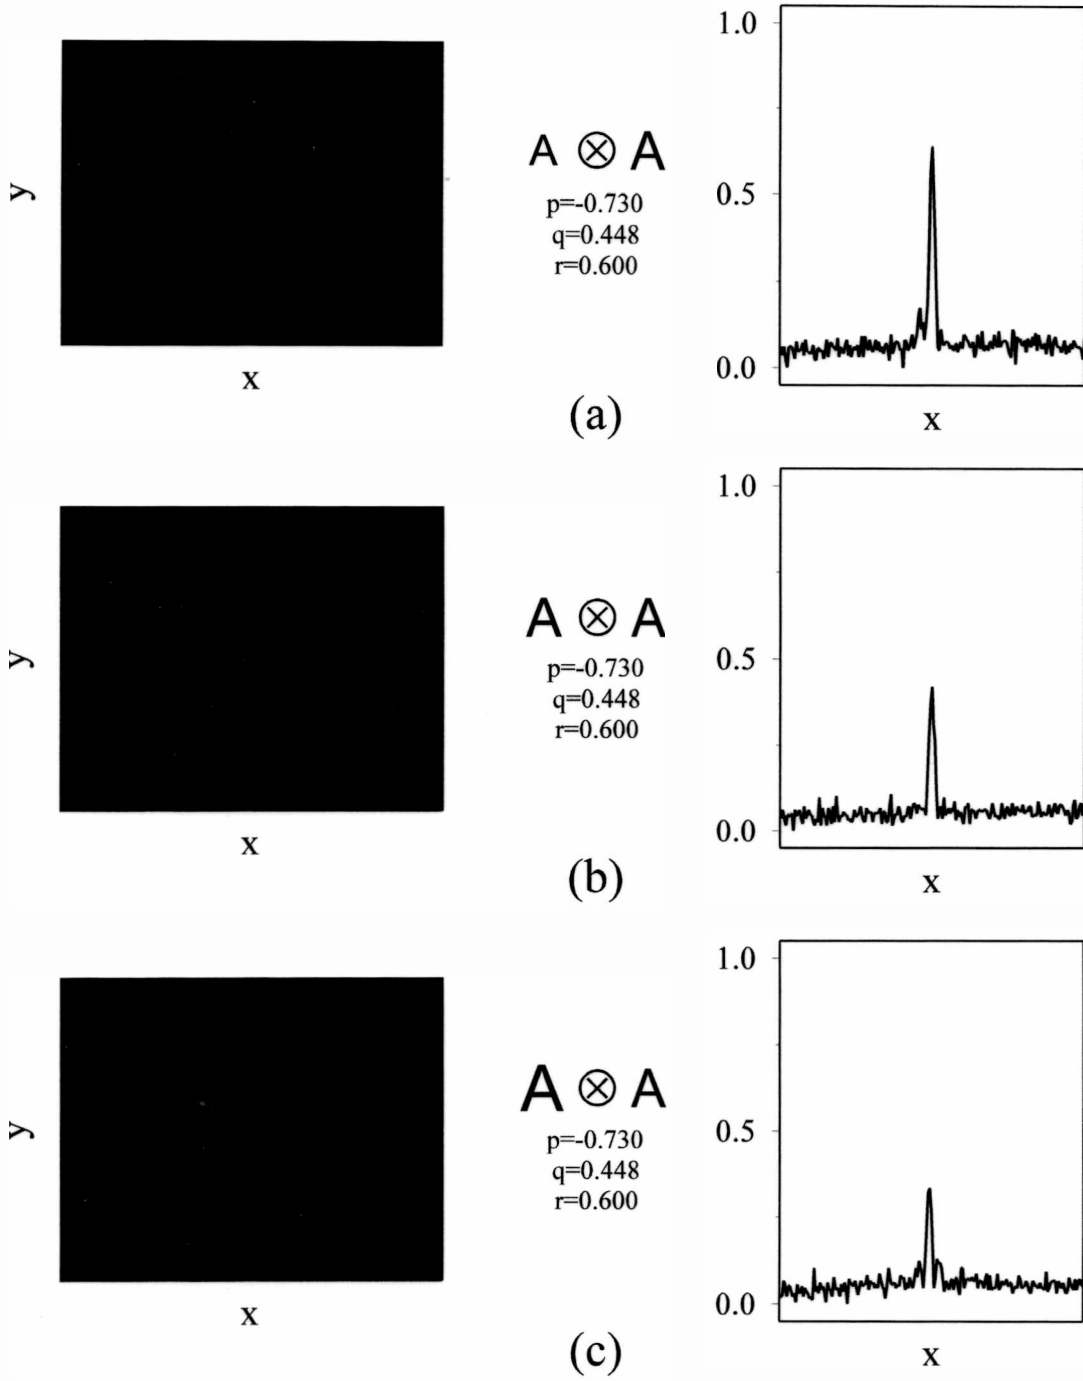 1.0
y
A ⊗ A
p=-0.730
q=0.448
r=0.600
0.5
0.0
x
x
(a)
1.0
y
A ⊗ A
p=-0.730
q=0.448
r=0.600
0.5
0.0
x
x
(b)
1.0
y
A ⊗ A
p=-0.730
q=0.448
r=0.600
0.5
0.0
x
x
(c)